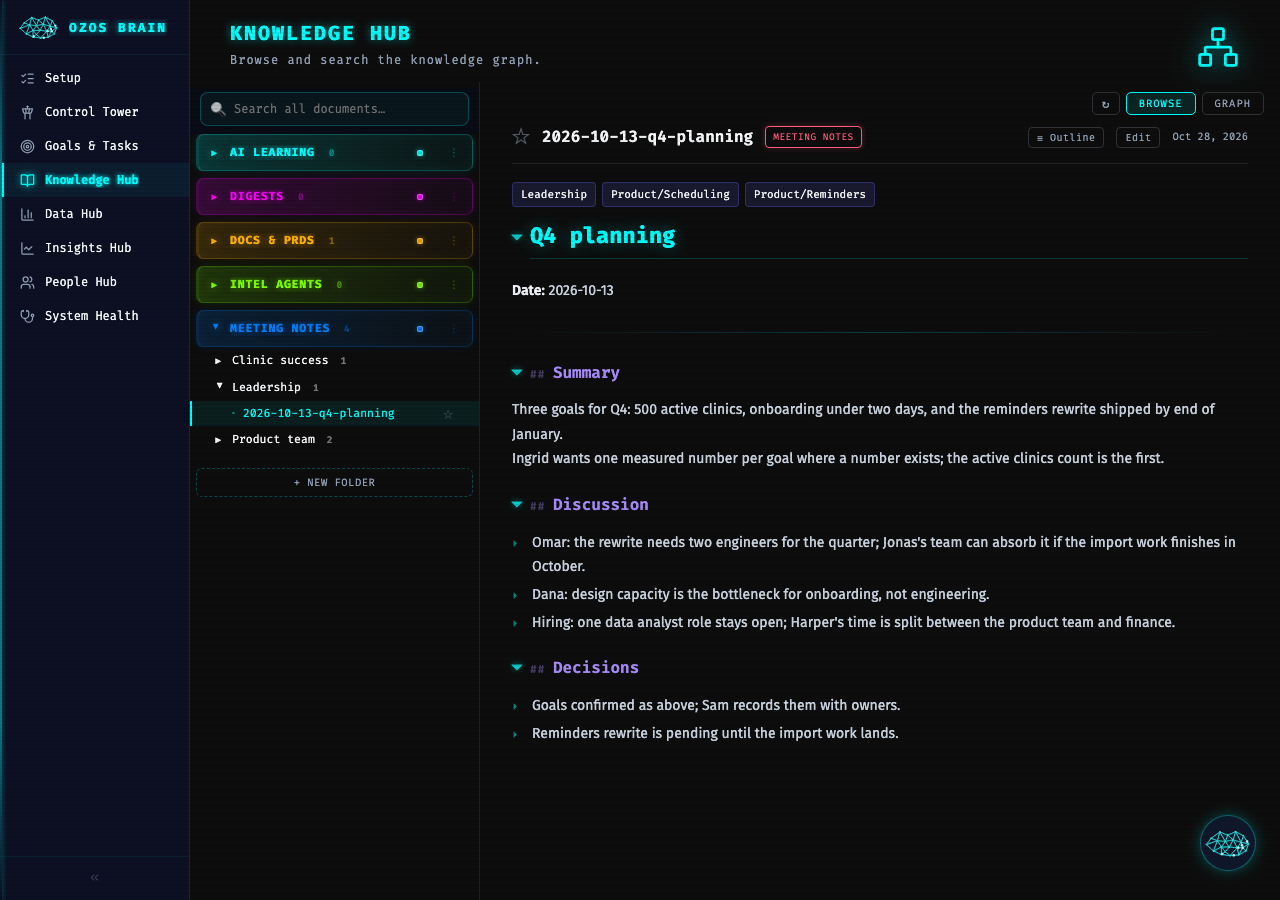 OZOS BRAIN
Setup
Control Tower
Goals & Tasks
Knowledge Hub
Data Hub
Insights Hub
People Hub
System Health
«
KNOWLEDGE HUB
Browse and search the knowledge graph.
Search all documents…
AI LEARNING 0
DIGESTS 0
DOCS & PRDS 1
INTEL AGENTS 0
MEETING NOTES 4
Clinic success 1
Leadership 1
2026-10-13-q4-planning
Product team 2
+ NEW FOLDER
↻ BROWSE GRAPH
☆ 2026-10-13-q4-planning MEETING NOTES ≡ Outline Edit Oct 28, 2026
Leadership Product/Scheduling Product/Reminders
Q4 planning
Date: 2026-10-13
## Summary
Three goals for Q4: 500 active clinics, onboarding under two days, and the reminders rewrite shipped by end of
January.
Ingrid wants one measured number per goal where a number exists; the active clinics count is the first.
## Discussion
Omar: the rewrite needs two engineers for the quarter; Jonas's team can absorb it if the import work finishes in
October.
Dana: design capacity is the bottleneck for onboarding, not engineering.
Hiring: one data analyst role stays open; Harper's time is split between the product team and finance.
## Decisions
Goals confirmed as above; Sam records them with owners.
Reminders rewrite is pending until the import work lands.